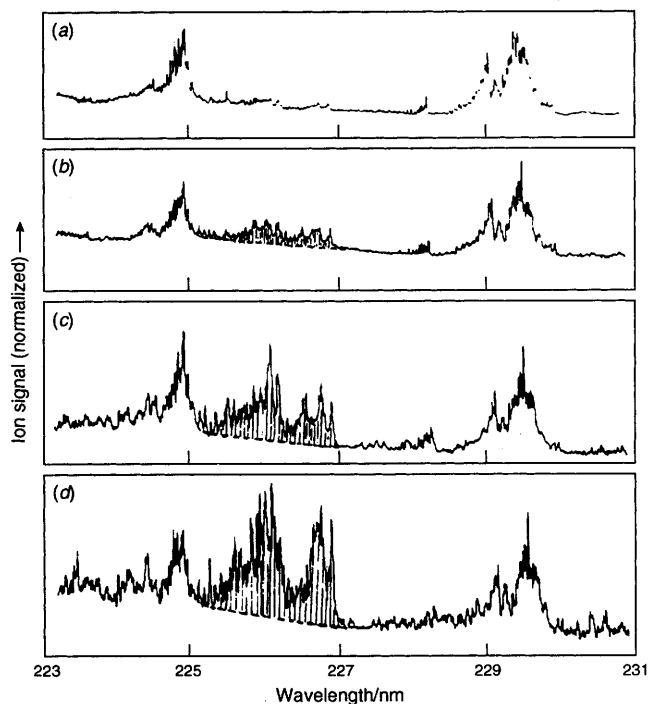 (a)
(b)
(c)
(d)
Ion signal (normalized)
223 225 227 229 231
Wavelength/nm